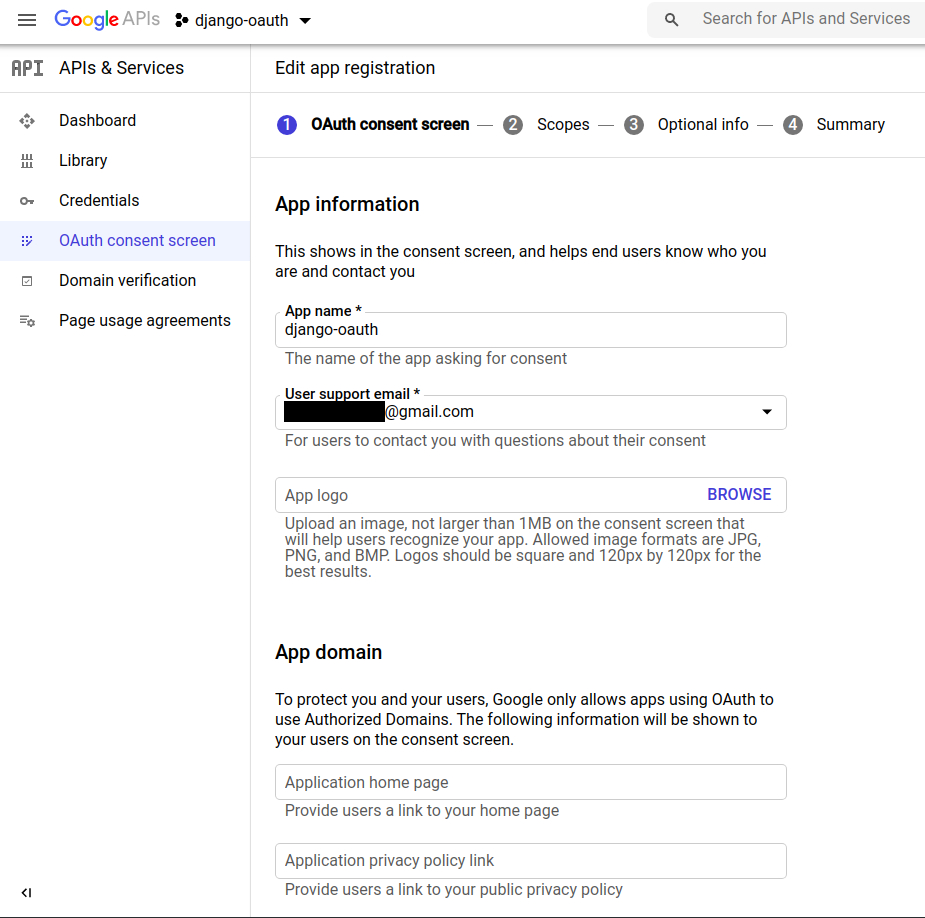 Google APIs django-oauth Search for APIs and Services
API APIs & Services
Dashboard
Library
Credentials
OAuth consent screen
Domain verification
Page usage agreements
Edit app registration
1 OAuth consent screen — 2 Scopes — 3 Optional info — 4 Summary
App information
This shows in the consent screen, and helps end users know who you
are and contact you
App name *
django-oauth
The name of the app asking for consent
User support email *
@gmail.com
For users to contact you with questions about their consent
App logo BROWSE
Upload an image, not larger than 1MB on the consent screen that
will help users recognize your app. Allowed image formats are JPG,
PNG, and BMP. Logos should be square and 120px by 120px for the
best results.
App domain
To protect you and your users, Google only allows apps using OAuth to
use Authorized Domains. The following information will be shown to
your users on the consent screen.
Application home page
Provide users a link to your home page
Application privacy policy link
Provide users a link to your public privacy policy